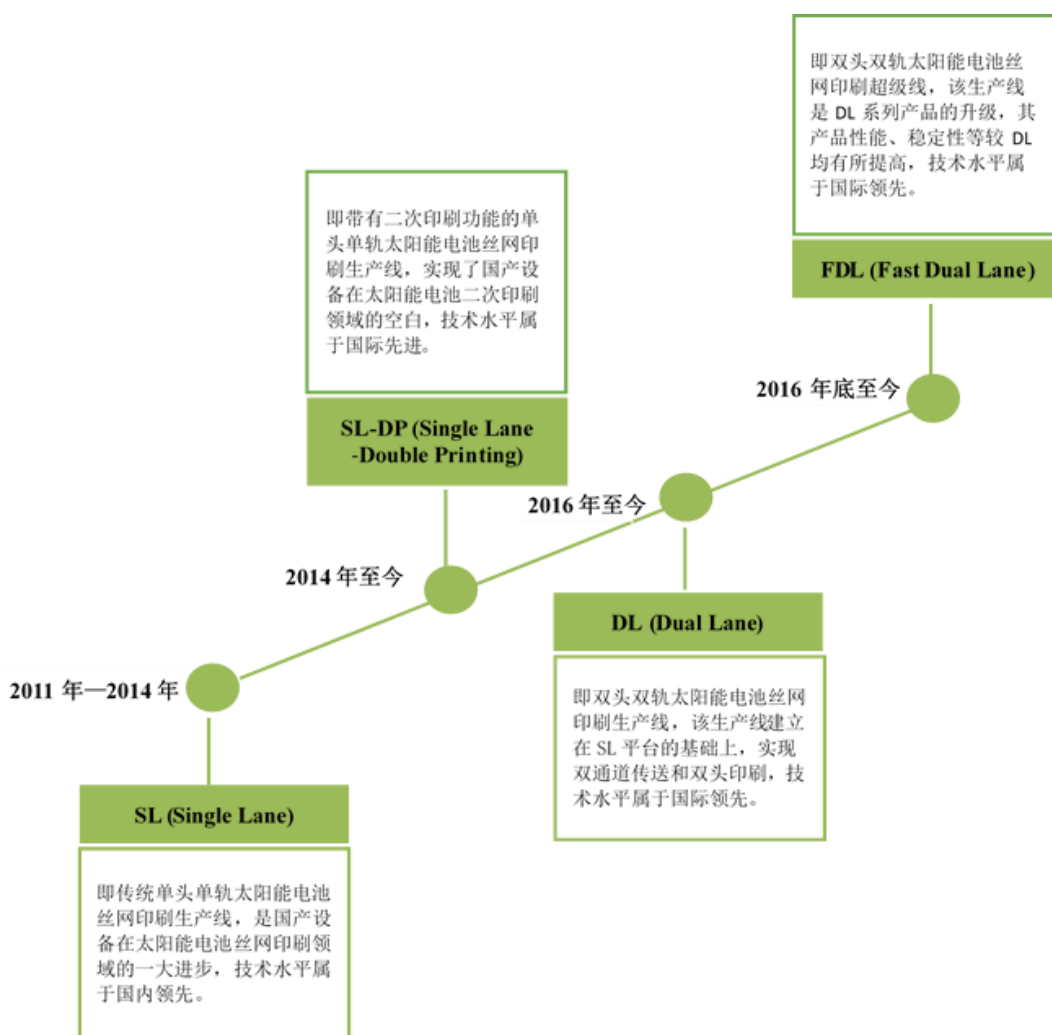 即双头双轨太阳能电池丝
网印刷超级线，该生产线
是 DL 系列产品的升级，其
产品性能、稳定性等较 DL
均有所提高，技术水平属
于国际领先。
FDL (Fast Dual Lane)
2016 年底至今
即带有二次印刷功能的单
头单轨太阳能电池丝网印
刷生产线，实现了国产设
备在太阳能电池二次印刷
领域的空白，技术水平属
于国际先进。
SL-DP (Single Lane
-Double Printing)
2014 年至今
2016 年至今
DL (Dual Lane)
即双头双轨太阳能电池丝网
印刷生产线，该生产线建立
在 SL 平台的基础上，实现
双通道传送和双头印刷，技
术水平属于国际领先。
2011 年—2014 年
SL (Single Lane)
即传统单头单轨太阳能电池
丝网印刷生产线，是国产设
备在太阳能电池丝网印刷领
域的一大进步，技术水平属
于国内领先。